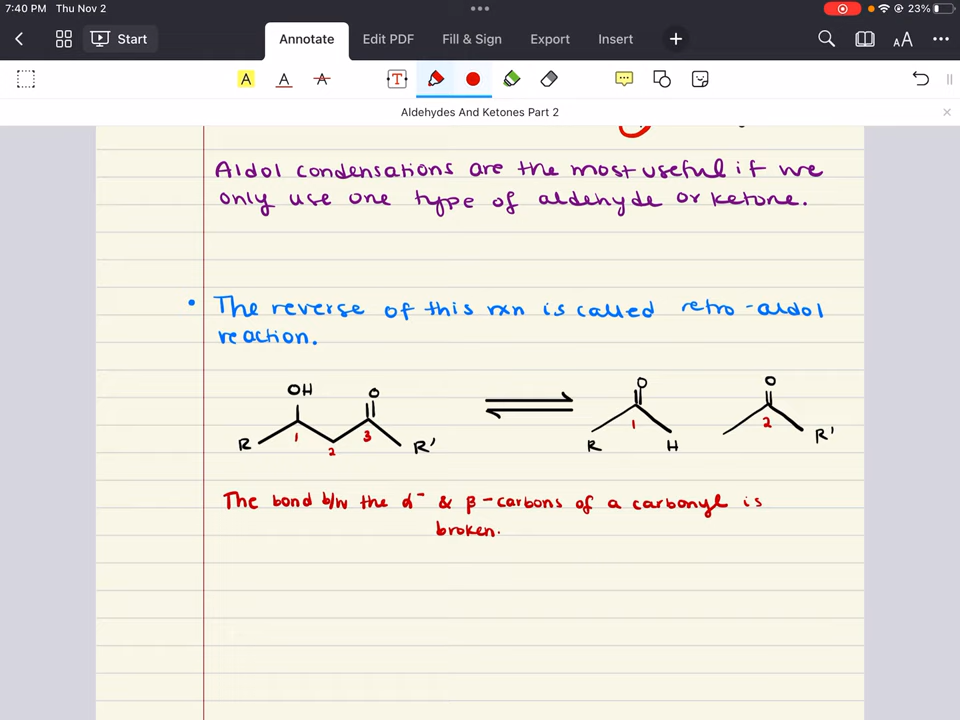 7:40 PM Thu Nov 2
23%
Start
Annotate
Edit PDF
Fill & Sign
Export
Insert
AA
A
A
A
T
Aldehydes And Ketones Part 2
Aldol condensations are the most useful if we
only use one type of aldehyde or ketone.
• The reverse of this rxn is called retro-aldol
reaction.
OH O O O
1 3 1 2
R 2 R' R H R'
The bond b/w the α- & β-carbons of a carbonyl is
broken.